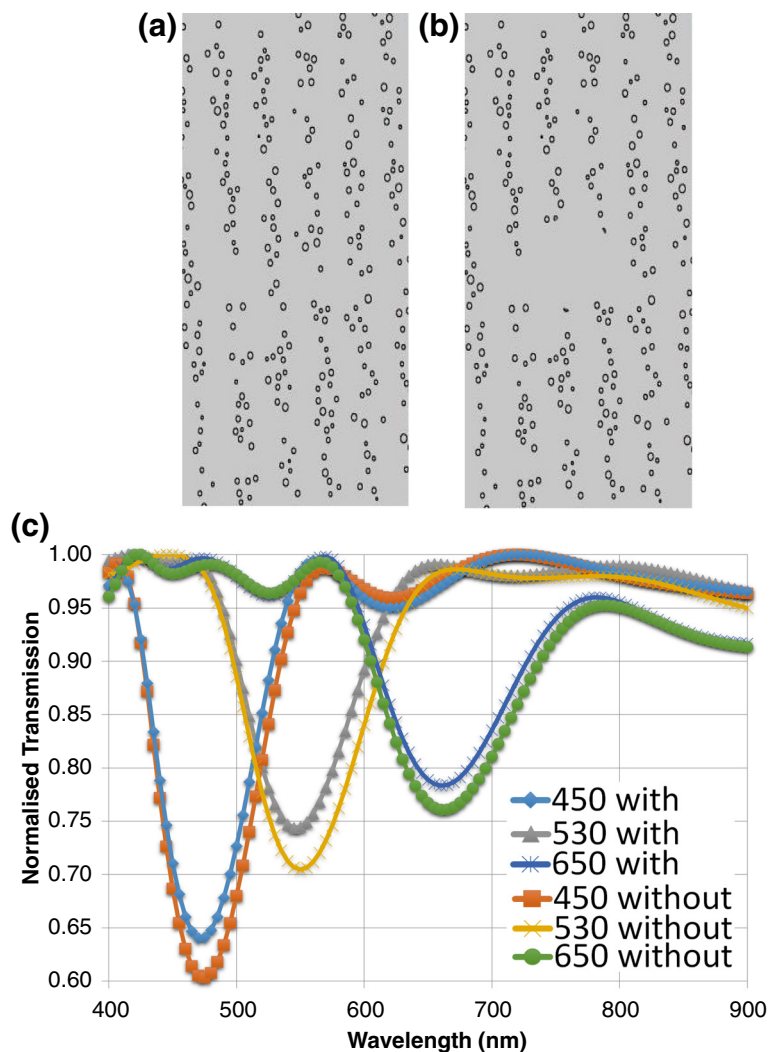 (a)
(b)
(c)
1.00
0.95
0.90
0.85
0.80
0.75
0.70
0.65
0.60
Normalised Transmission
450 with
530 with
650 with
450 without
530 without
650 without
400
500
600
700
800
900
Wavelength (nm)